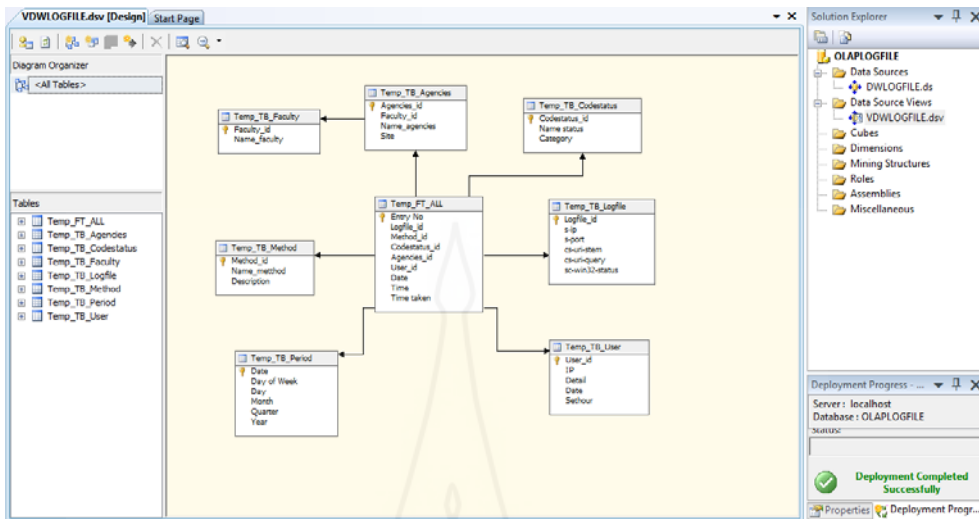 VDWLOGFILE.dsv [Design] Start Page
Diagram Organizer
<All Tables>
Tables
Temp_FT_ALL
Temp_TB_Agencies
Temp_TB_Codestatus
Temp_TB_Faculty
Temp_TB_Logfile
Temp_TB_Method
Temp_TB_Period
Temp_TB_User
Temp_TB_Faculty
Faculty_id
Name_faculty
Temp_TB_Agencies
Agencies_id
Faculty_id
Name_agencies
Site
Temp_TB_Codestatus
Codestatus_id
Name status
Category
Temp_FT_ALL
Entry No
Logfile_id
Method_id
Codestatus_id
Agencies_id
User_id
Date
Time
Time taken
Temp_TB_Logfile
Logfile_id
s-ip
s-port
cs-uri-stem
cs-uri-query
sc-win32-status
Temp_TB_Method
Method_id
Name_metthod
Description
Temp_TB_Period
Date
Day of Week
Day
Month
Quarter
Year
Temp_TB_User
User_id
IP
Detail
Date
Sethour
Solution Explorer
OLAPLOGFILE
Data Sources
DWLOGFILE.ds
Data Source Views
VDWLOGFILE.dsv
Cubes
Dimensions
Mining Structures
Roles
Assemblies
Miscellaneous
Deployment Progress - ...
Server : localhost
Database : OLAPLOGFILE
Status:
Deployment Completed
Successfully
Properties Deployment Progr...